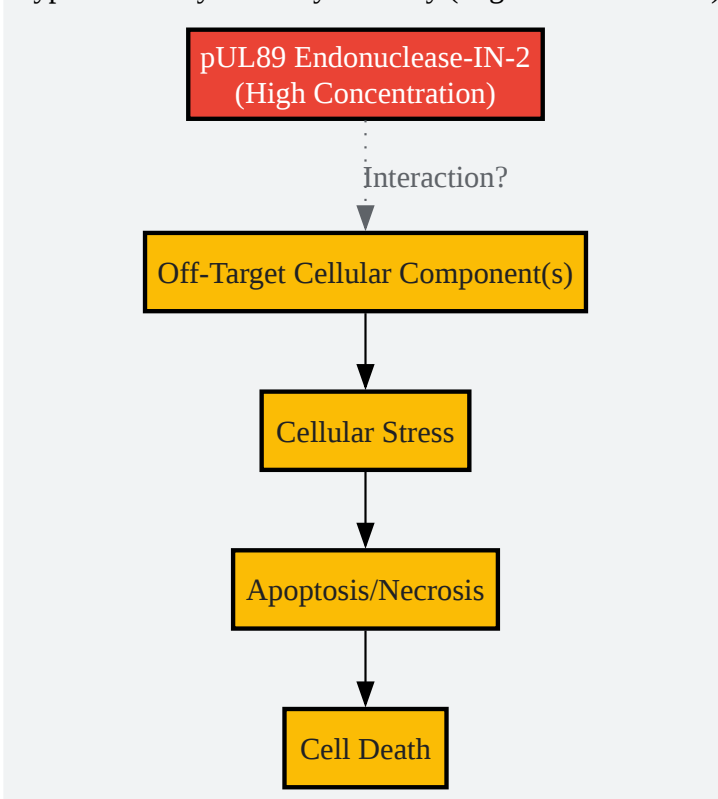 pUL89 Endonuclease-IN-2
(High Concentration)
Interaction?
Off-Target Cellular Component(s)
Cellular Stress
Apoptosis/Necrosis
Cell Death